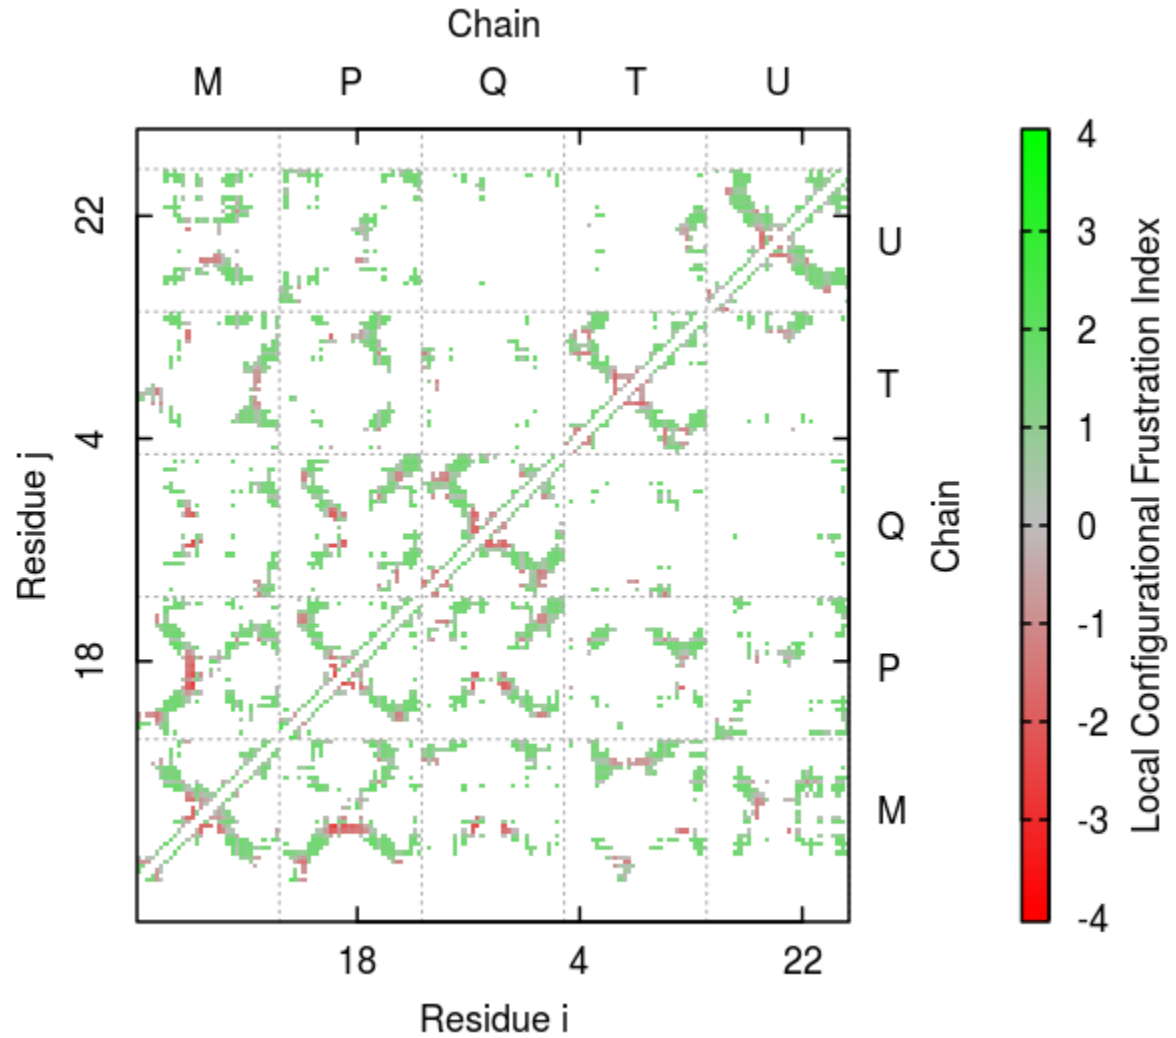 Chain
M P Q T U
22
4
18
Residue j
18 4 22
Residue i
U
T
Q
P
M
Chain
4
3
2
1
0
-1
-2
-3
-4
Local Configurational Frustration Index